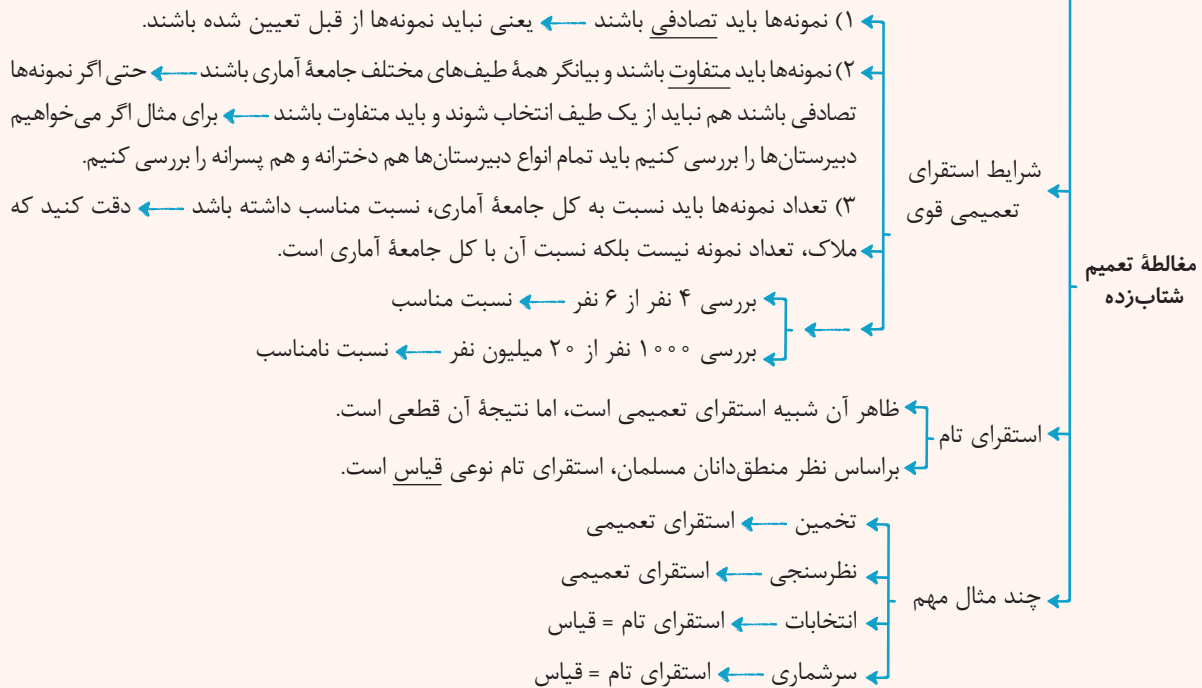 مغالطهٔ تعمیم
شتاب‌زده
شرایط استقرای
تعمیمی قوی
۱) نمونه‌ها باید تصادفی باشند ← یعنی نباید نمونه‌ها از قبل تعیین شده باشند.
۲) نمونه‌ها باید متفاوت باشند و بیانگر همهٔ طیف‌های مختلف جامعهٔ آماری باشند ← حتی اگر نمونه‌ها
تصادفی باشند هم نباید از یک طیف انتخاب شوند و باید متفاوت باشند ← برای مثال اگر می‌خواهیم
دبیرستان‌ها را بررسی کنیم باید تمام انواع دبیرستان‌ها هم دخترانه و هم پسرانه را بررسی کنیم.
۳) تعداد نمونه‌ها باید نسبت به کل جامعهٔ آماری، نسبت مناسب داشته باشد ← دقت کنید که
ملاک، تعداد نمونه نیست بلکه نسبت آن با کل جامعهٔ آماری است.
بررسی ۴ نفر از ۶ نفر ← نسبت مناسب
بررسی ۱۰۰۰ نفر از ۲۰ میلیون نفر ← نسبت نامناسب
استقرای تام
ظاهر آن شبیه استقرای تعمیمی است، اما نتیجهٔ آن قطعی است.
براساس نظر منطق‌دانان مسلمان، استقرای تام نوعی قیاس است.
چند مثال مهم
تخمین ← استقرای تعمیمی
نظرسنجی ← استقرای تعمیمی
انتخابات ← استقرای تام = قیاس
سرشماری ← استقرای تام = قیاس